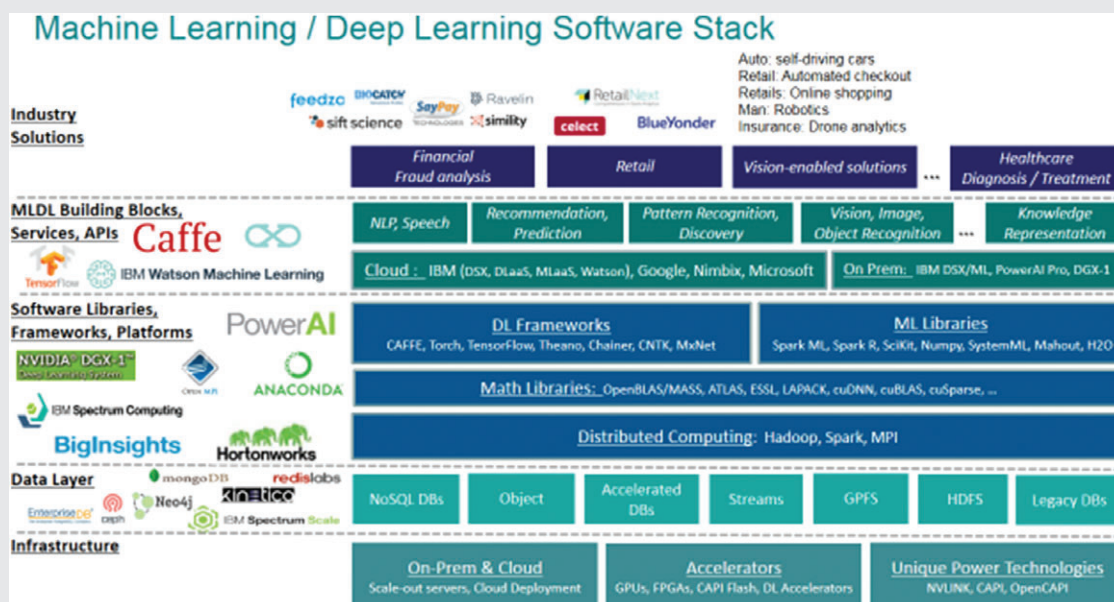 Machine Learning / Deep Learning Software Stack
Auto: self-driving cars
Retail: Automated checkout
Retails: Online shopping
Man: Robotics
Insurance: Drone analytics
Industry
Solutions
feedzai
BIOCATCH
SayPay
TECHNOLOGIES
Ravelin
RetailNext
sift science
simility
celect
BlueYonder
Financial
Fraud analysis
Retail
Vision-enabled solutions
...
Healthcare
Diagnosis / Treatment
MLDL Building Blocks,
Services, APIs
Caffe
TensorFlow
IBM Watson Machine Learning
NLP, Speech
Recommendation,
Prediction
Pattern Recognition,
Discovery
Vision, Image,
Object Recognition
...
Knowledge
Representation
Cloud : IBM (DSX, DLaaS, MLaaS, Watson), Google, Nimbix, Microsoft
On Prem: IBM DSX/ML, PowerAI Pro, DGX-1
Software Libraries,
Frameworks, Platforms
PowerAI
NVIDIA DGX-1™
Deep Learning System
OPEN MPI
ANACONDA
IBM Spectrum Computing
BigInsights
Hortonworks
DL Frameworks
CAFFE, Torch, TensorFlow, Theano, Chainer, CNTK, MxNet
ML Libraries
Spark ML, Spark R, SciKit, Numpy, SystemML, Mahout, H2O
Math Libraries: OpenBLAS/MASS, ATLAS, ESSL, LAPACK, cuDNN, cuBLAS, cuSparse, ...
Distributed Computing: Hadoop, Spark, MPI
Data Layer
mongoDB
redislabs
EnterpriseDB
ceph
Neo4j
kinetica
IBM Spectrum Scale
NoSQL DBs
Object
Accelerated
DBs
Streams
GPFS
HDFS
Legacy DBs
Infrastructure
On-Prem & Cloud
Scale-out servers, Cloud Deployment
Accelerators
GPUs, FPGAs, CAPI Flash, DL Accelerators
Unique Power Technologies
NVLINK, CAPI, OpenCAPI